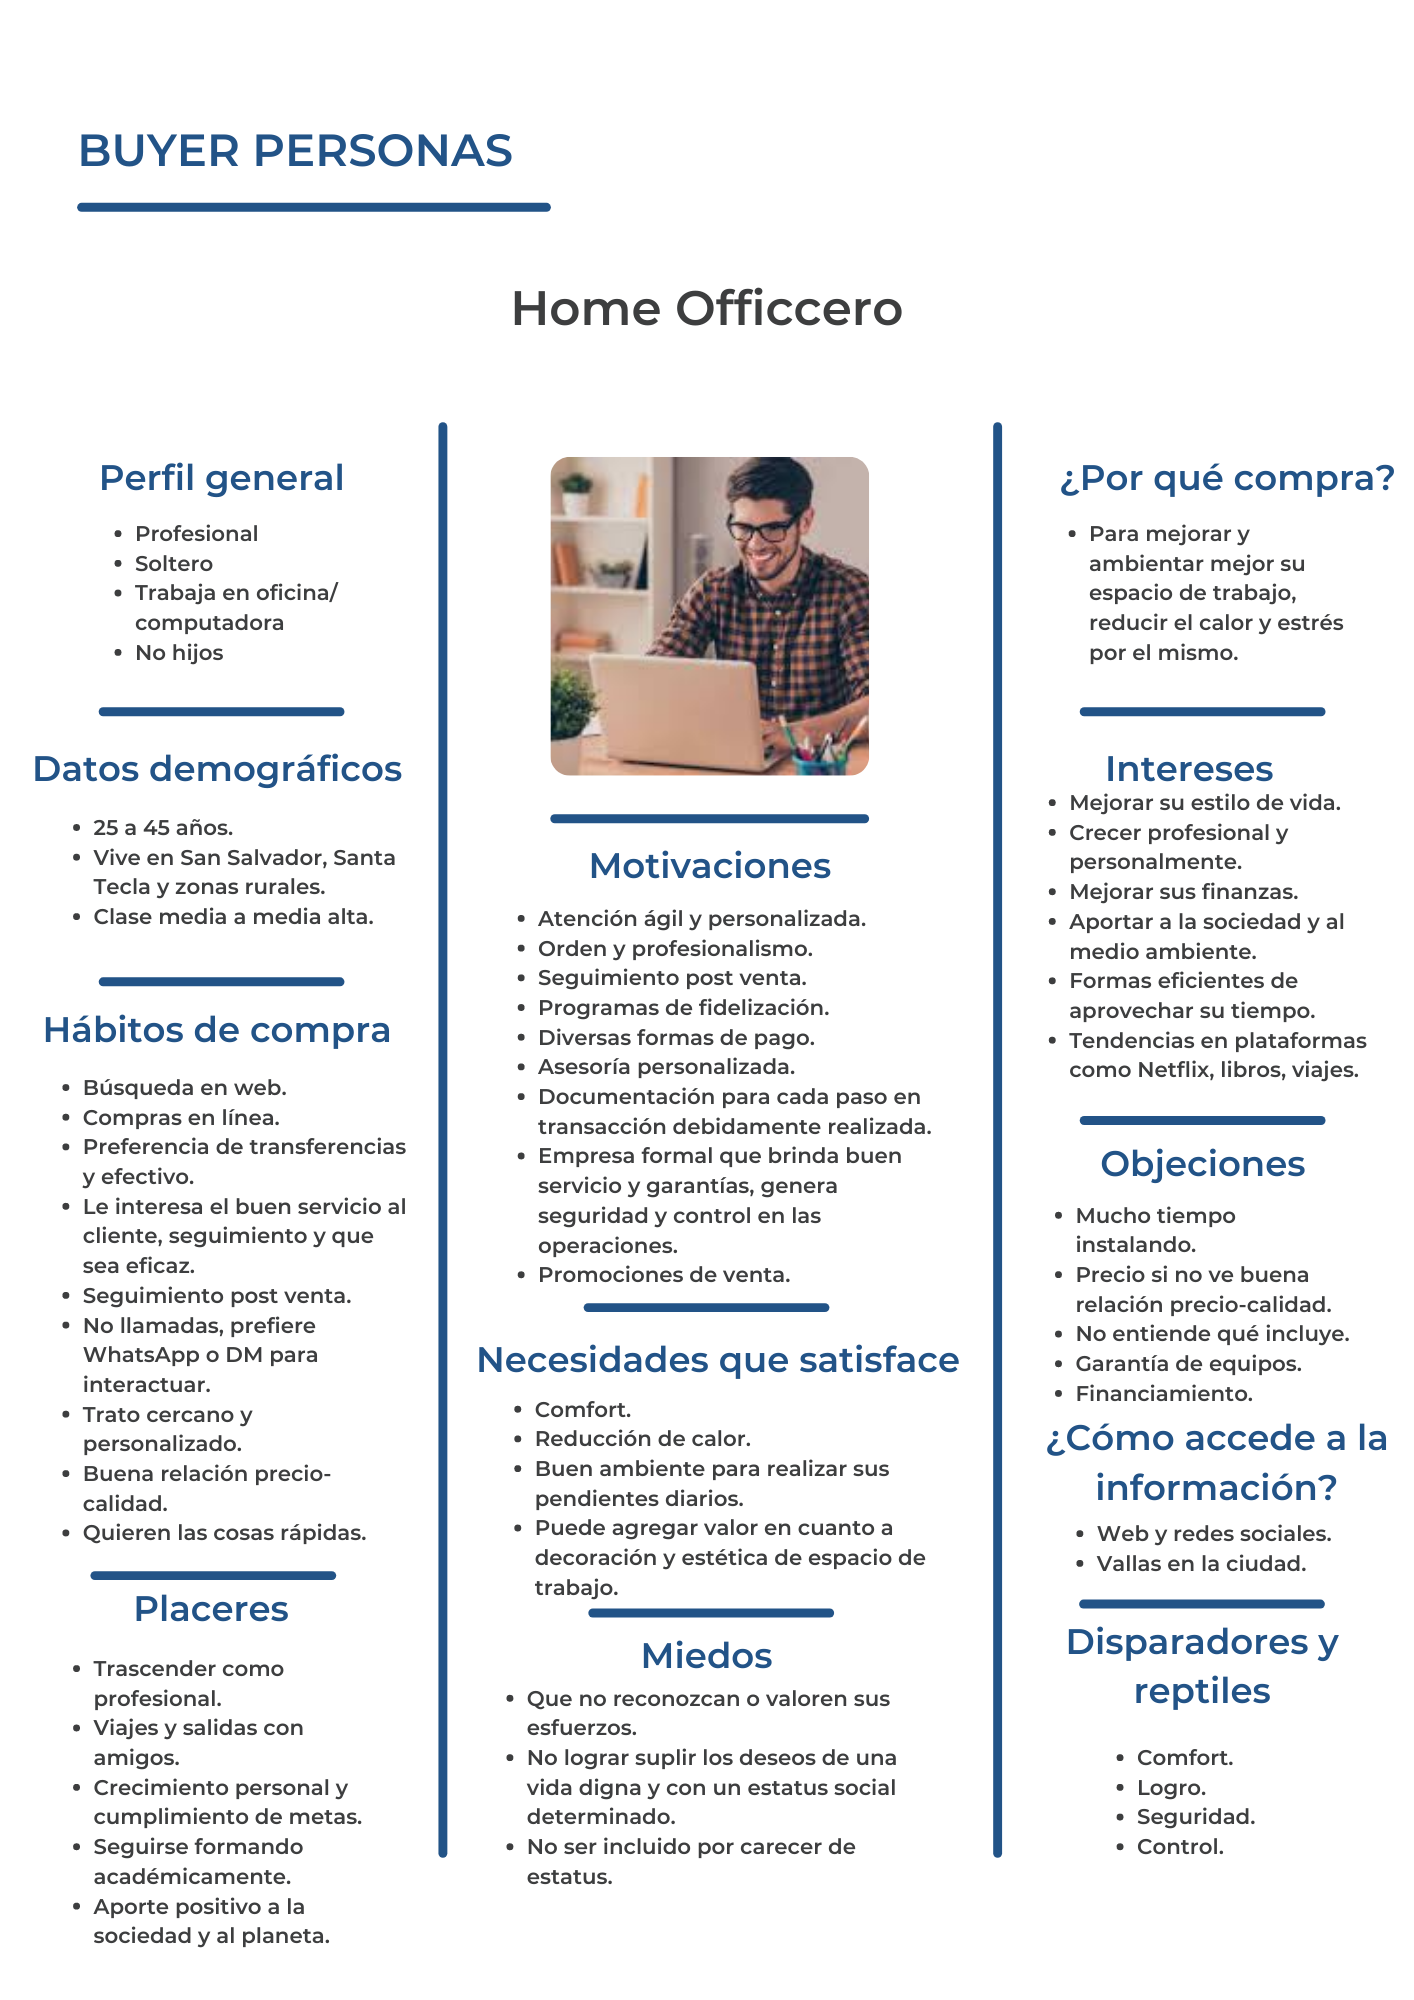 BUYER PERSONAS
Home Officcero
Perfil general
• Profesional
• Soltero
• Trabaja en oficina/
computadora
• No hijos
Datos demográficos
• 25 a 45 años.
• Vive en San Salvador, Santa
Tecla y zonas rurales.
• Clase media a media alta.
Hábitos de compra
• Búsqueda en web.
• Compras en línea.
• Preferencia de transferencias
y efectivo.
• Le interesa el buen servicio al
cliente, seguimiento y que
sea eficaz.
• Seguimiento post venta.
• No llamadas, prefiere
WhatsApp o DM para
interactuar.
• Trato cercano y
personalizado.
• Buena relación precio-
calidad.
• Quieren las cosas rápidas.
Placeres
• Trascender como
profesional.
• Viajes y salidas con
amigos.
• Crecimiento personal y
cumplimiento de metas.
• Seguirse formando
académicamente.
• Aporte positivo a la
sociedad y al planeta.
Motivaciones
• Atención ágil y personalizada.
• Orden y profesionalismo.
• Seguimiento post venta.
• Programas de fidelización.
• Diversas formas de pago.
• Asesoría personalizada.
• Documentación para cada paso en
transacción debidamente realizada.
• Empresa formal que brinda buen
servicio y garantías, genera
seguridad y control en las
operaciones.
• Promociones de venta.
Necesidades que satisface
• Comfort.
• Reducción de calor.
• Buen ambiente para realizar sus
pendientes diarios.
• Puede agregar valor en cuanto a
decoración y estética de espacio de
trabajo.
Miedos
• Que no reconozcan o valoren sus
esfuerzos.
• No lograr suplir los deseos de una
vida digna y con un estatus social
determinado.
• No ser incluido por carecer de
estatus.
¿Por qué compra?
• Para mejorar y
ambientar mejor su
espacio de trabajo,
reducir el calor y estrés
por el mismo.
Intereses
• Mejorar su estilo de vida.
• Crecer profesional y
personalmente.
• Mejorar sus finanzas.
• Aportar a la sociedad y al
medio ambiente.
• Formas eficientes de
aprovechar su tiempo.
• Tendencias en plataformas
como Netflix, libros, viajes.
Objeciones
• Mucho tiempo
instalando.
• Precio si no ve buena
relación precio-calidad.
• No entiende qué incluye.
• Garantía de equipos.
• Financiamiento.
¿Cómo accede a la
información?
• Web y redes sociales.
• Vallas en la ciudad.
Disparadores y
reptiles
• Comfort.
• Logro.
• Seguridad.
• Control.